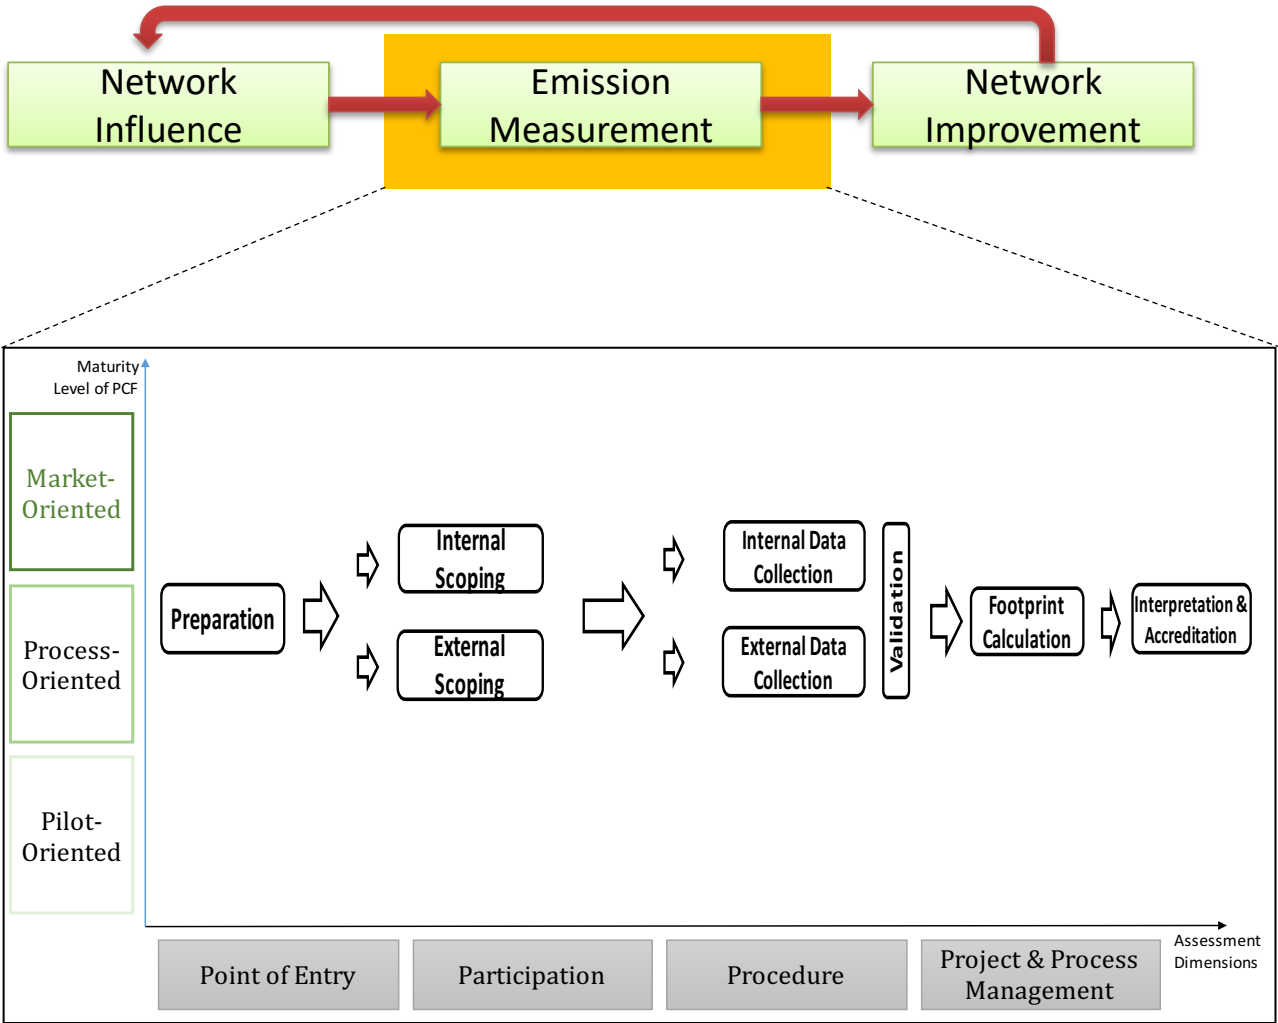 Network
Influence
Emission
Measurement
Network
Improvement
Maturity
Level of PCF
Market-
Oriented
Process-
Oriented
Pilot-
Oriented
Preparation
Internal
Scoping
External
Scoping
Internal Data
Collection
External Data
Collection
Validation
Footprint
Calculation
Interpretation &
Accreditation
Point of Entry
Participation
Procedure
Project & Process
Management
Assessment
Dimensions